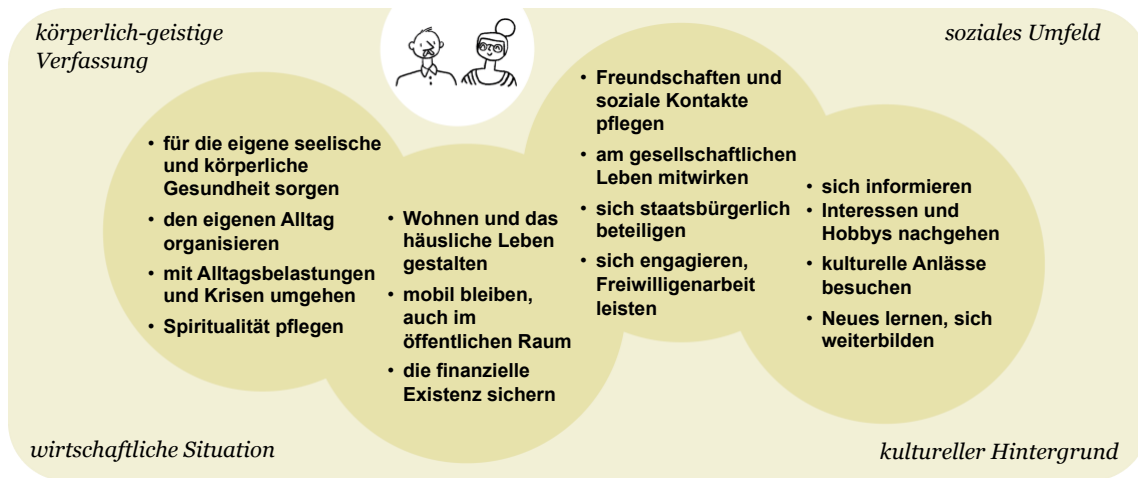 körperlich-geistige
Verfassung
soziales Umfeld
• für die eigene seelische
und körperliche
Gesundheit sorgen
• den eigenen Alltag
organisieren
• mit Alltagsbelastungen
und Krisen umgehen
• Spiritualität pflegen
• Wohnen und das
häusliche Leben
gestalten
• mobil bleiben,
auch im
öffentlichen Raum
• die finanzielle
Existenz sichern
• Freundschaften und
soziale Kontakte
pflegen
• am gesellschaftlichen
Leben mitwirken
• sich staatsbürgerlich
beteiligen
• sich engagieren,
Freiwilligenarbeit
leisten
• sich informieren
• Interessen und
Hobbys nachgehen
• kulturelle Anlässe
besuchen
• Neues lernen, sich
weiterbilden
wirtschaftliche Situation
kultureller Hintergrund